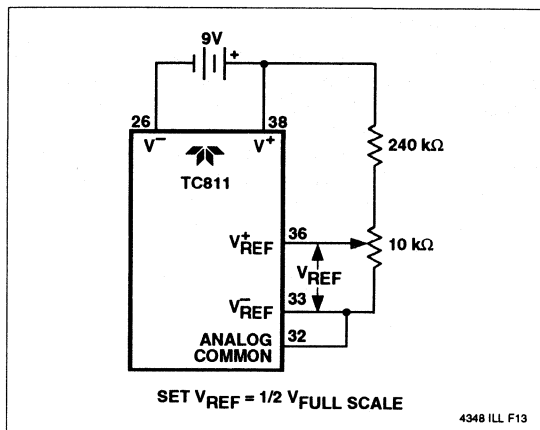 9V
+
26
38
V⁻
V⁺
TC811
240 kΩ
V⁺REF
36
10 kΩ
VREF
V⁻REF
33
ANALOG
COMMON
32
SET VREF = 1/2 VFULL SCALE
4348 ILL F13